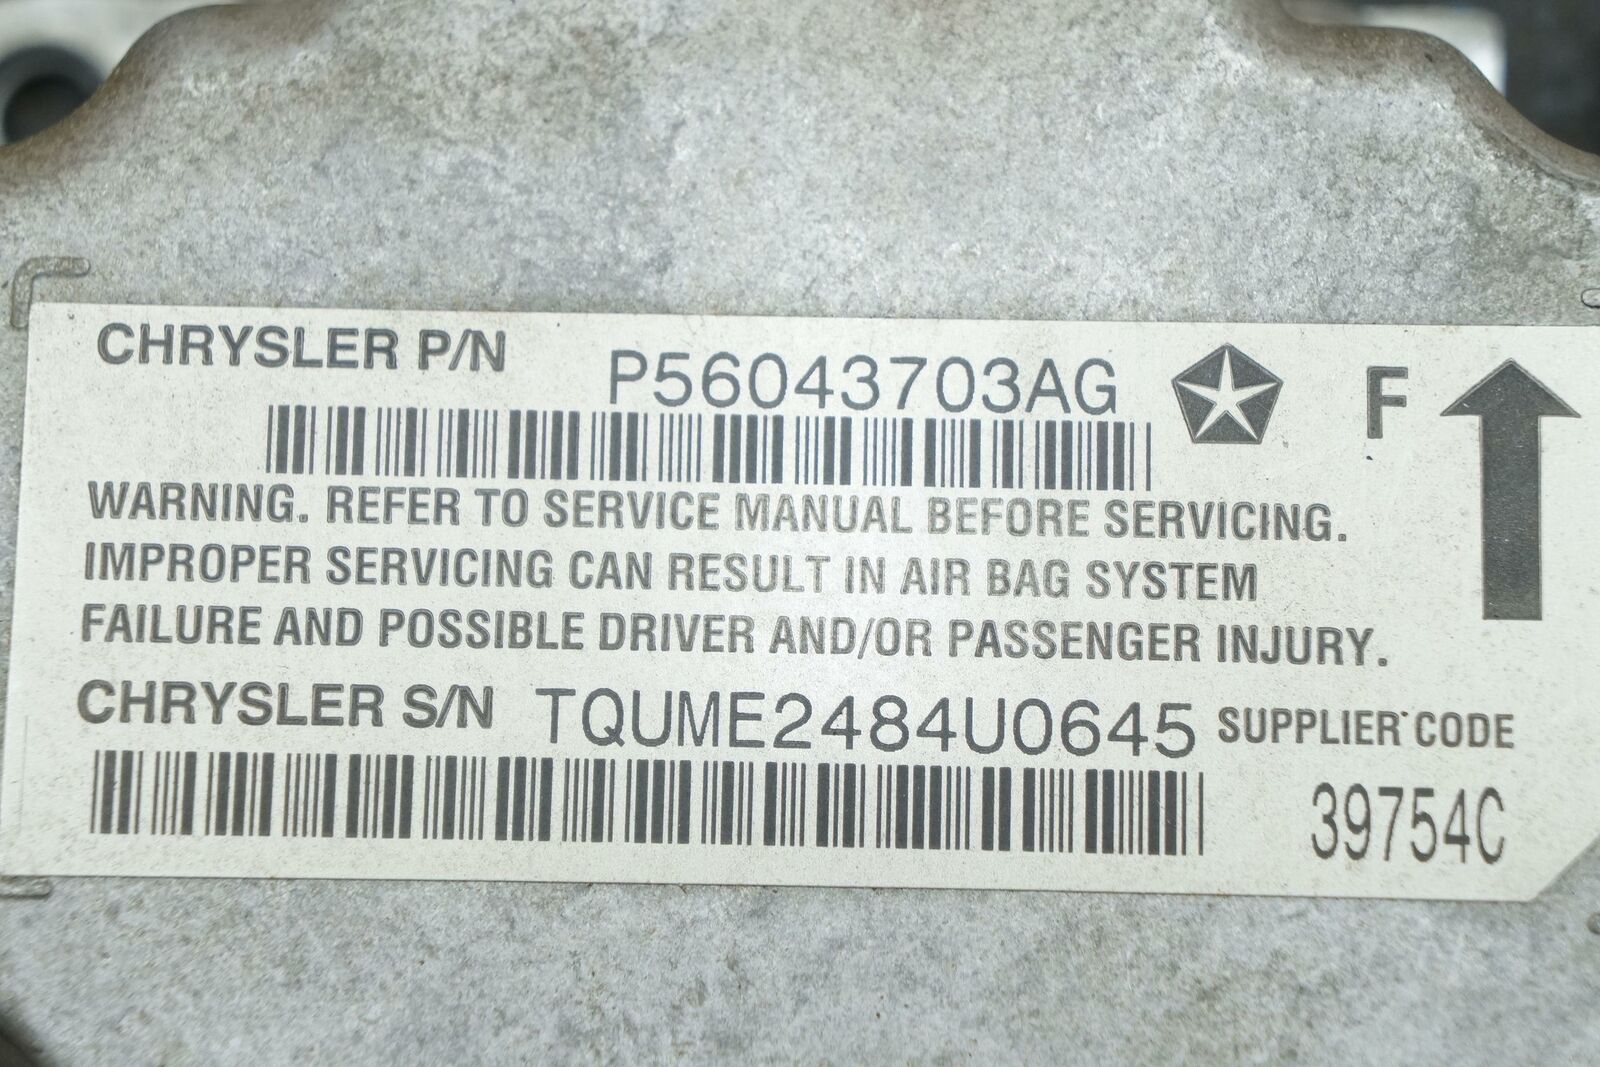 CHRYSLER P/N P56043703AG F
WARNING. REFER TO SERVICE MANUAL BEFORE SERVICING.
IMPROPER SERVICING CAN RESULT IN AIR BAG SYSTEM
FAILURE AND POSSIBLE DRIVER AND/OR PASSENGER INJURY.
CHRYSLER S/N TQUME2484U0645 SUPPLIER CODE
39754C